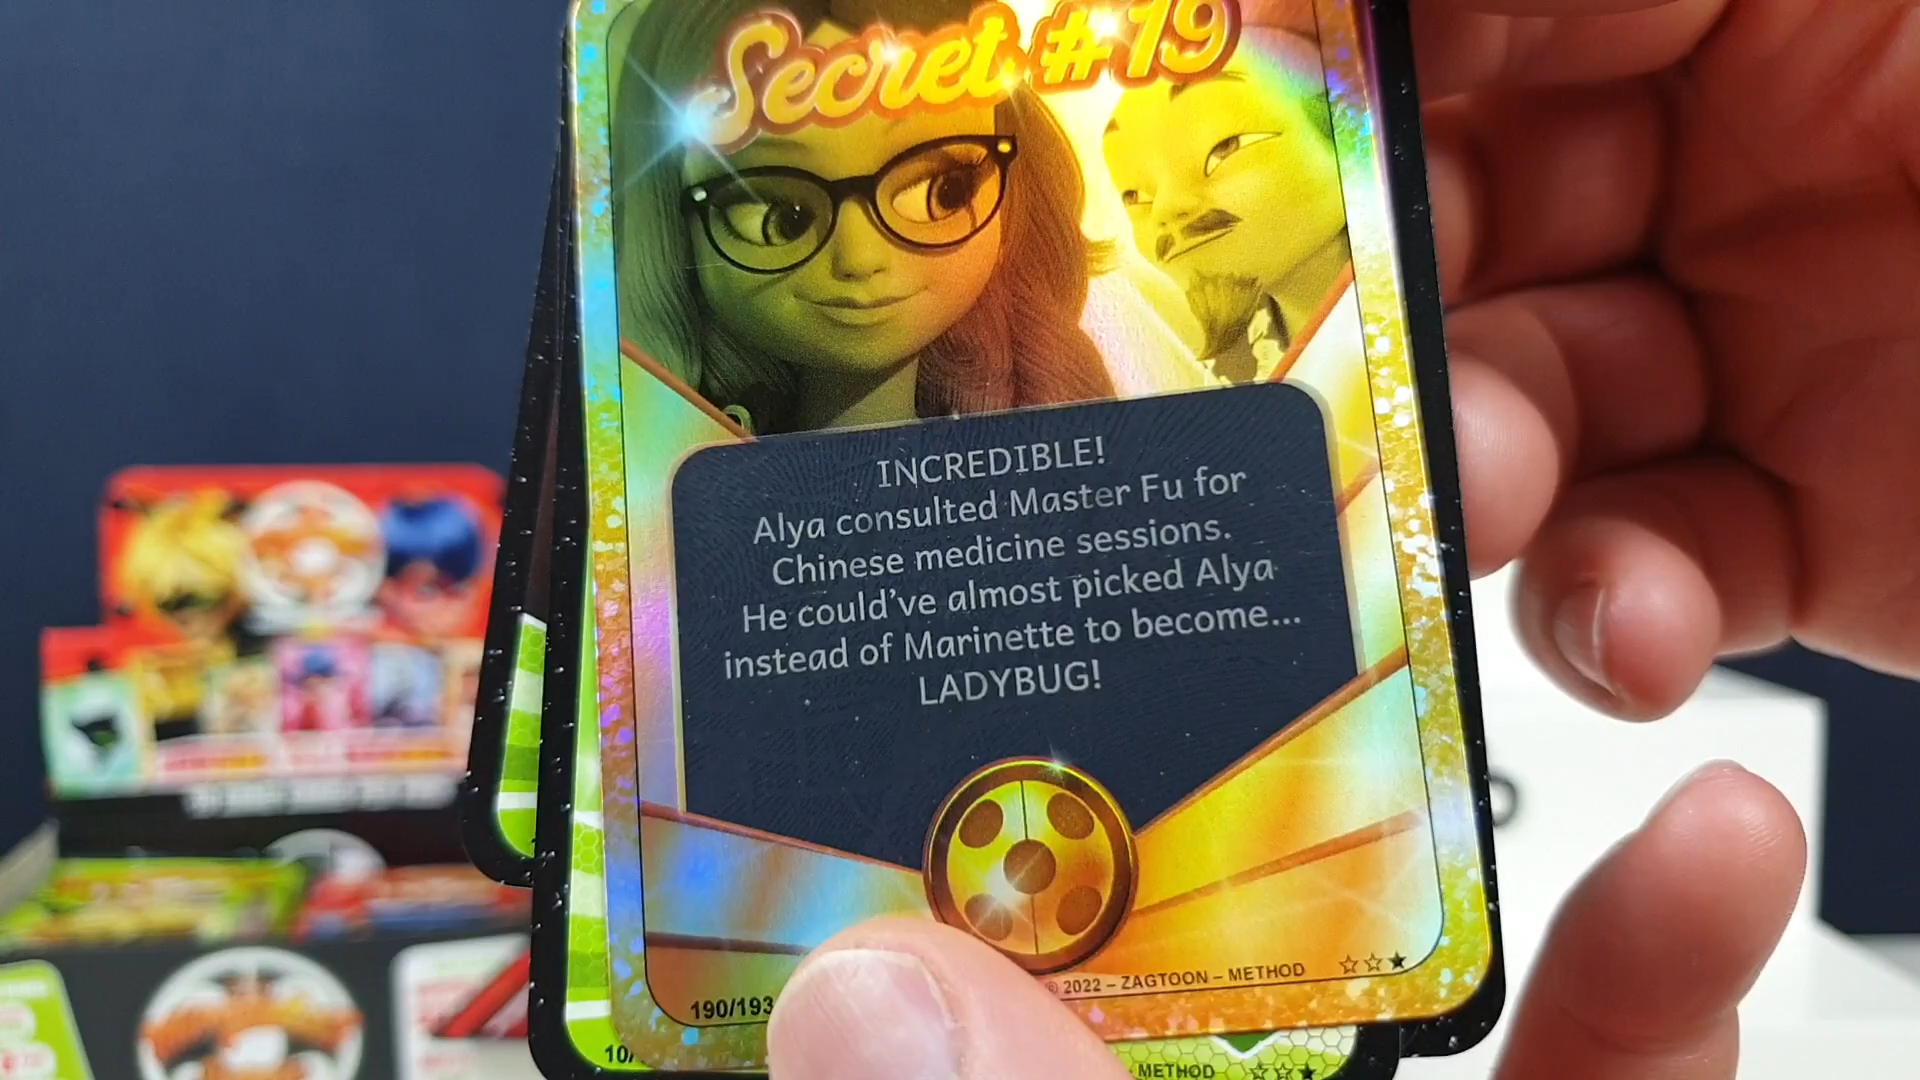 Secret #19
INCREDIBLE!
Alya consulted Master Fu for
Chinese medicine sessions.
He could've almost picked Alya
instead of Marinette to become...
LADYBUG!
190/193
© 2022 – ZAGTOON – METHOD
10/
METHOD